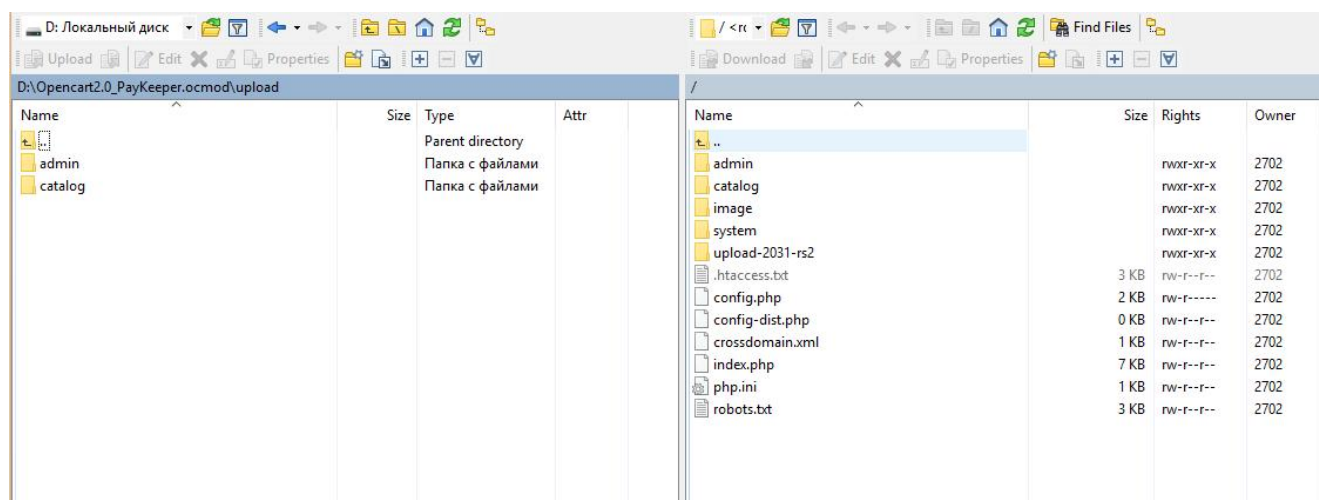 D: Локальный диск
Upload Edit Properties
D:\Opencart2.0_PayKeeper.ocmod\upload
Name Size Type Attr
.. Parent directory
admin Папка с файлами
catalog Папка с файлами
/ <ro Find Files
Download Edit Properties
/
Name Size Rights Owner
..
admin rwxr-xr-x 2702
catalog rwxr-xr-x 2702
image rwxr-xr-x 2702
system rwxr-xr-x 2702
upload-2031-rs2 rwxr-xr-x 2702
.htaccess.txt 3 KB rw-r--r-- 2702
config.php 2 KB rw-r----- 2702
config-dist.php 0 KB rw-r--r-- 2702
crossdomain.xml 1 KB rw-r--r-- 2702
index.php 7 KB rw-r--r-- 2702
php.ini 1 KB rw-r--r-- 2702
robots.txt 3 KB rw-r--r-- 2702